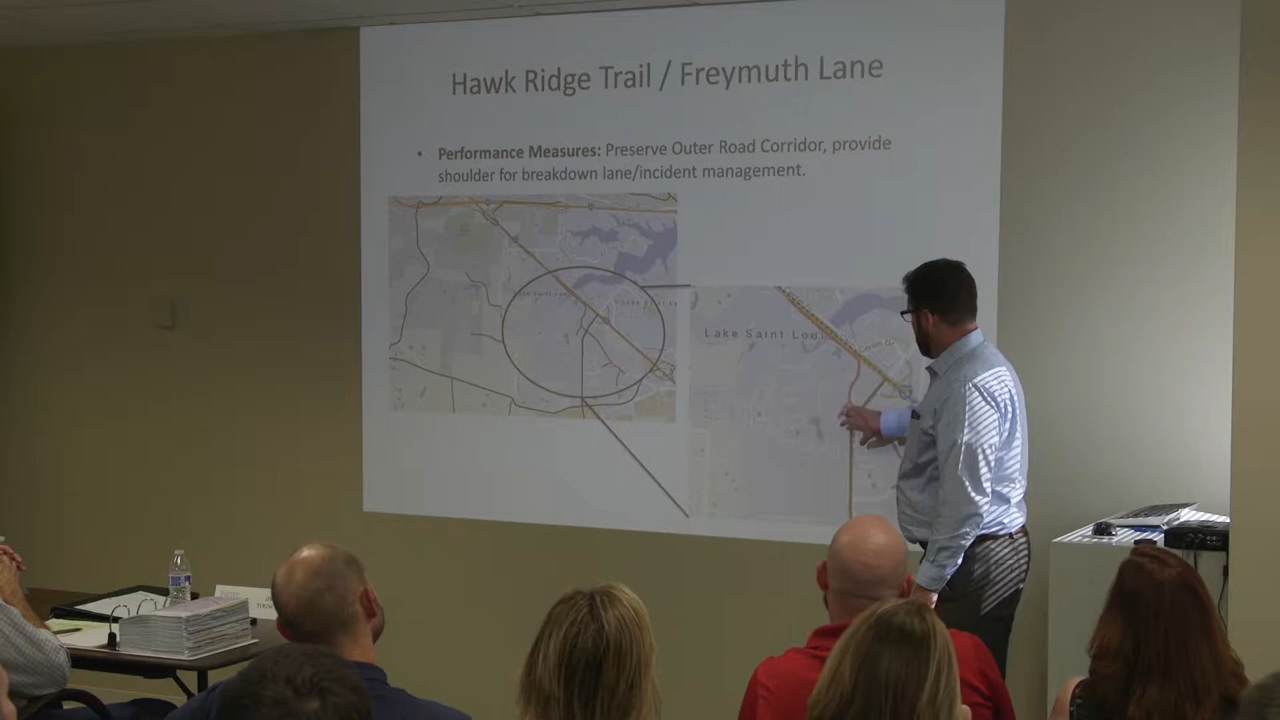 Hawk Ridge Trail / Freymuth Lane
• Performance Measures: Preserve Outer Road Corridor, provide
shoulder for breakdown lane/incident management.
Lake Saint Loui